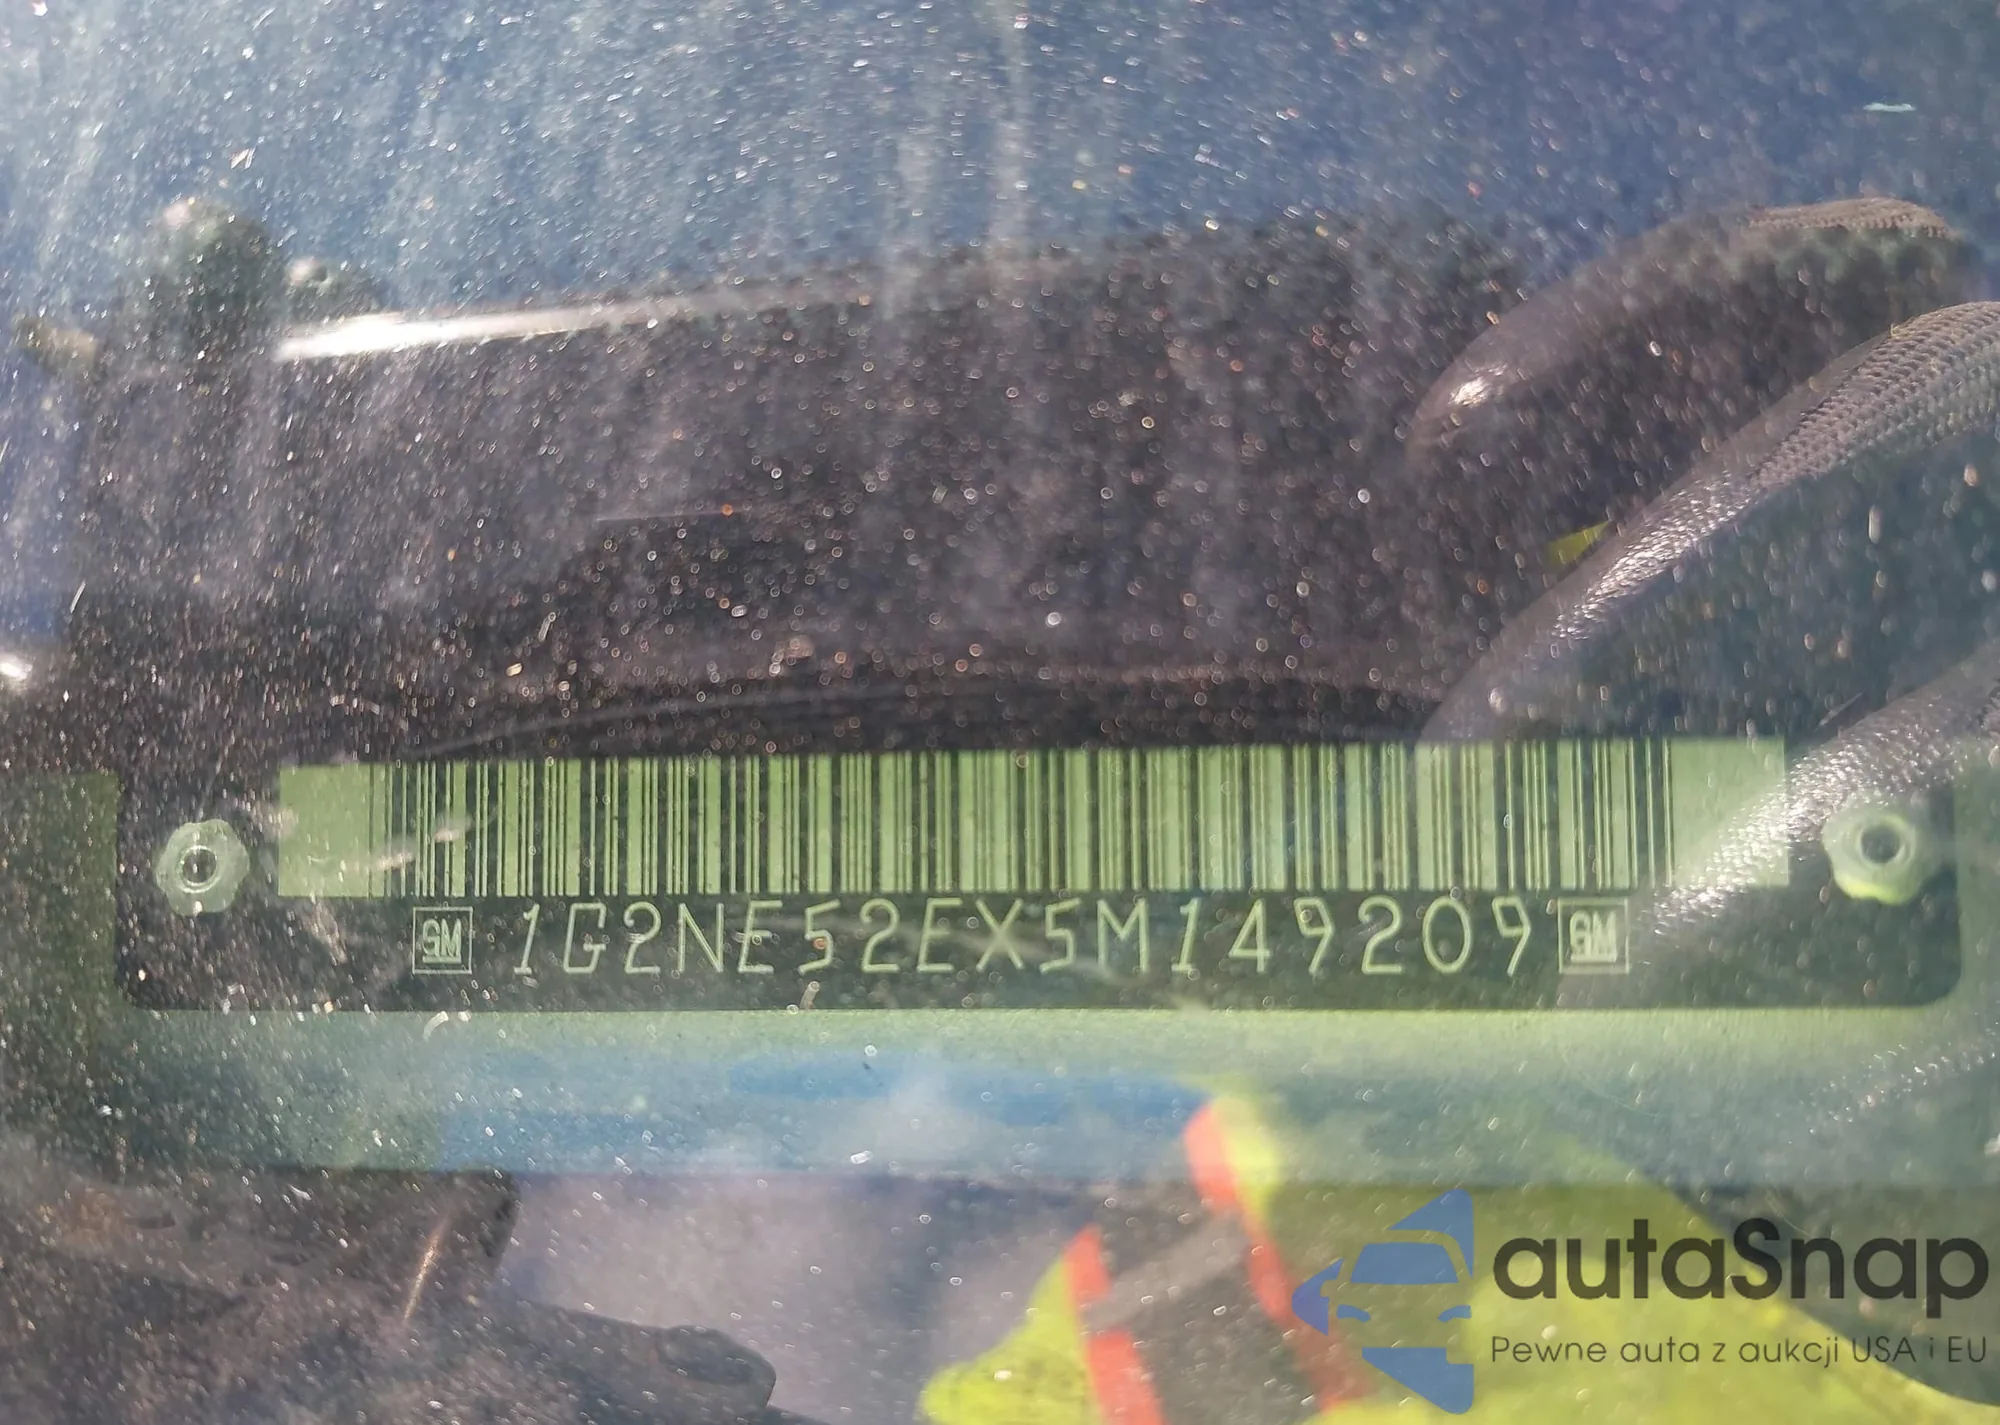 GM 1G2NE52EX5M149209 GM
autaSnap
Pewne auta z aukcji USA i EU